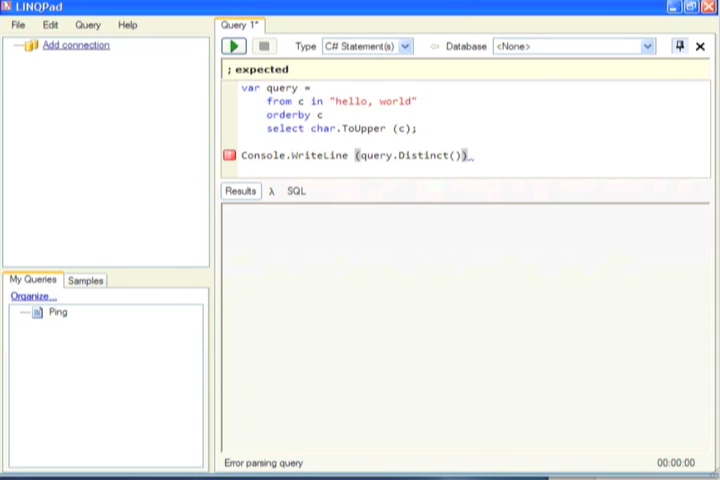 LINQPad
File Edit Query Help
Add connection
Query 1*
Type C# Statement(s) Database <None>
; expected
var query =
from c in "hello, world"
orderby c
select char.ToUpper (c);
Console.WriteLine (query.Distinct())
Results λ SQL
My Queries Samples
Organize...
Ping
Error parsing query 00:00:00